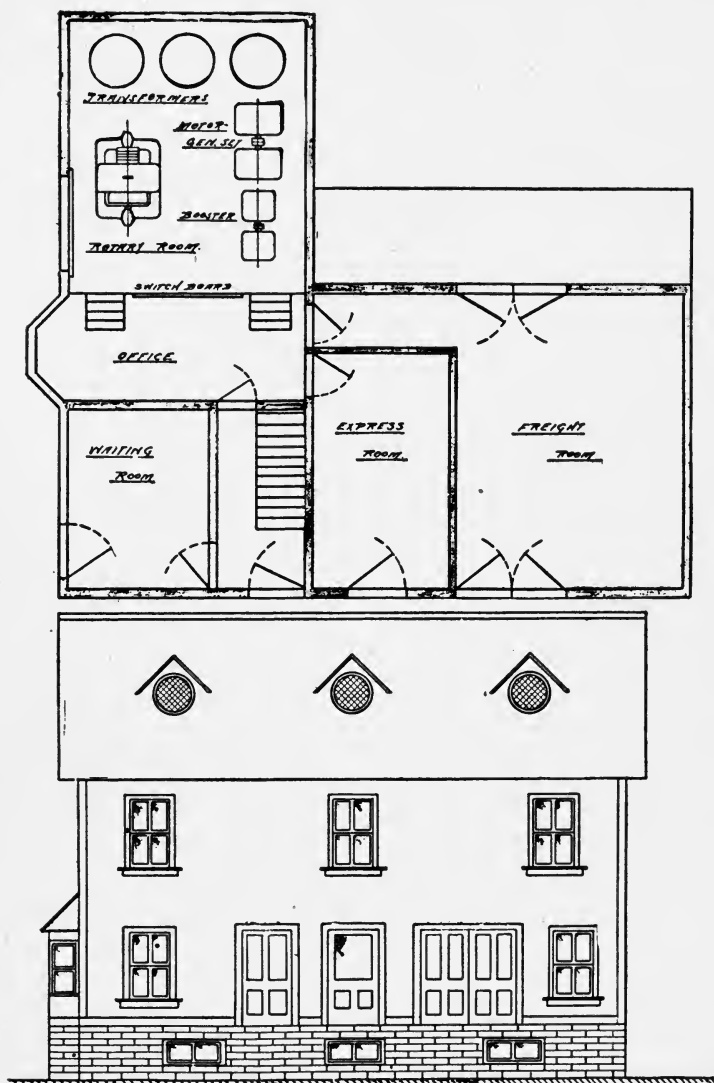 TRANSFORMERS
MOTOR-
GEN. SET
BOOSTER
ROTARY ROOM.
SWITCH BOARD
OFFICE
WAITING
ROOM.
EXPRESS
ROOM.
FREIGHT
ROOM.